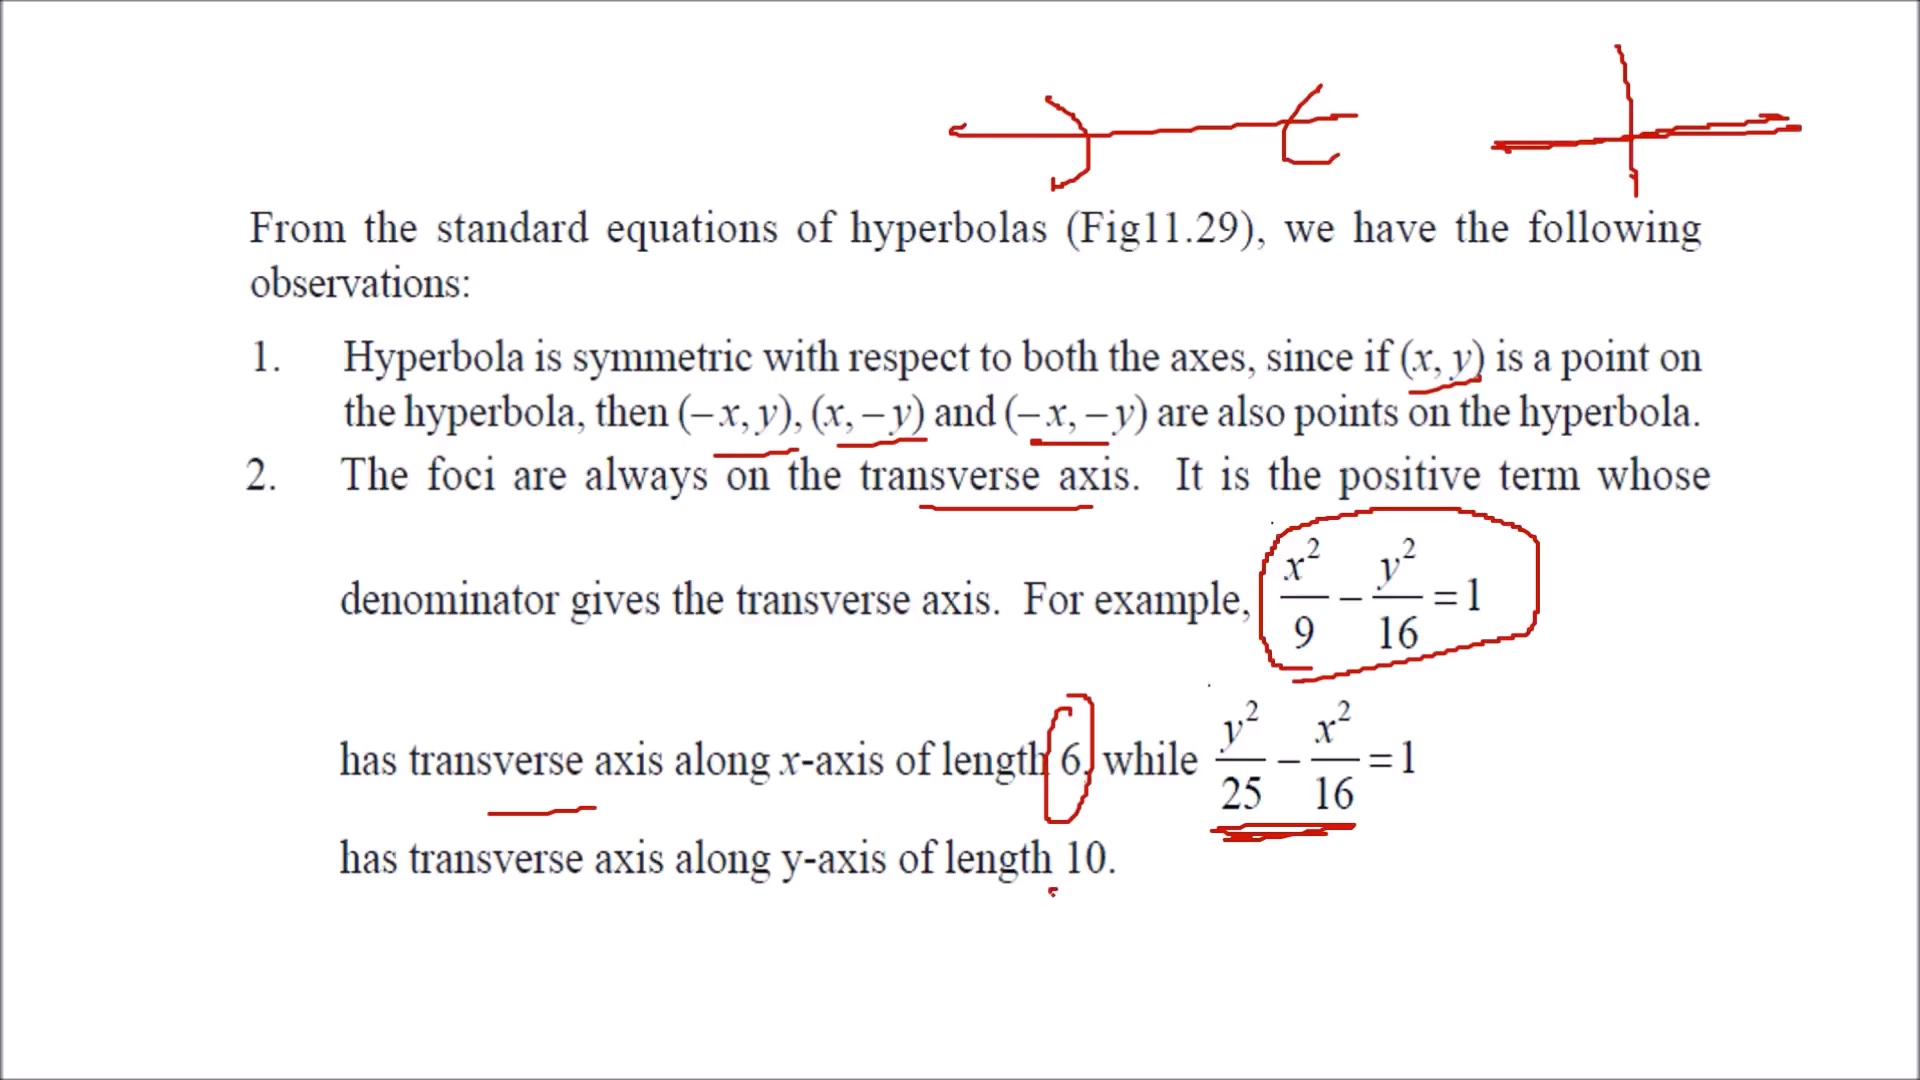 From the standard equations of hyperbolas (Fig11.29), we have the following
observations:
1. Hyperbola is symmetric with respect to both the axes, since if (x, y) is a point on
the hyperbola, then (– x, y), (x, – y) and (– x, – y) are also points on the hyperbola.
2. The foci are always on the transverse axis. It is the positive term whose
denominator gives the transverse axis. For example, x²/9 – y²/16 = 1
has transverse axis along x-axis of length 6, while y²/25 – x²/16 = 1
has transverse axis along y-axis of length 10.